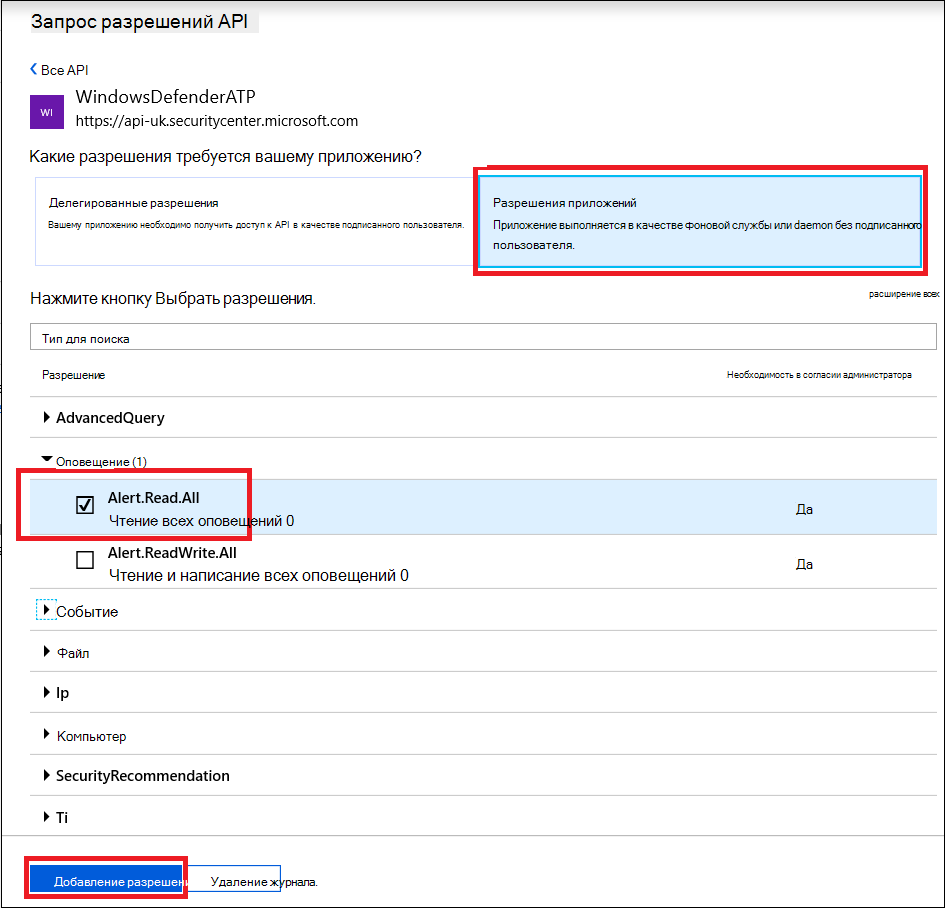 Запрос разрешений API
Все API
WI
WindowsDefenderATP
https://api-uk.securitycenter.microsoft.com
Какие разрешения требуется вашему приложению?
Делегированные разрешения
Вашему приложению необходимо получить доступ к API в качестве подписанного пользователя.
Разрешения приложений
Приложение выполняется в качестве фоновой службы или daemon без подписанного
пользователя.
Нажмите кнопку Выбрать разрешения.
расширение всех
Тип для поиска
Разрешение
Необходимость в согласии администратора
AdvancedQuery
Оповещение (1)
Alert.Read.All
Чтение всех оповещений 0
Да
Alert.ReadWrite.All
Чтение и написание всех оповещений 0
Да
Событие
Файл
Ip
Компьютер
SecurityRecommendation
Ti
Добавление разрешени
Удаление журнала.